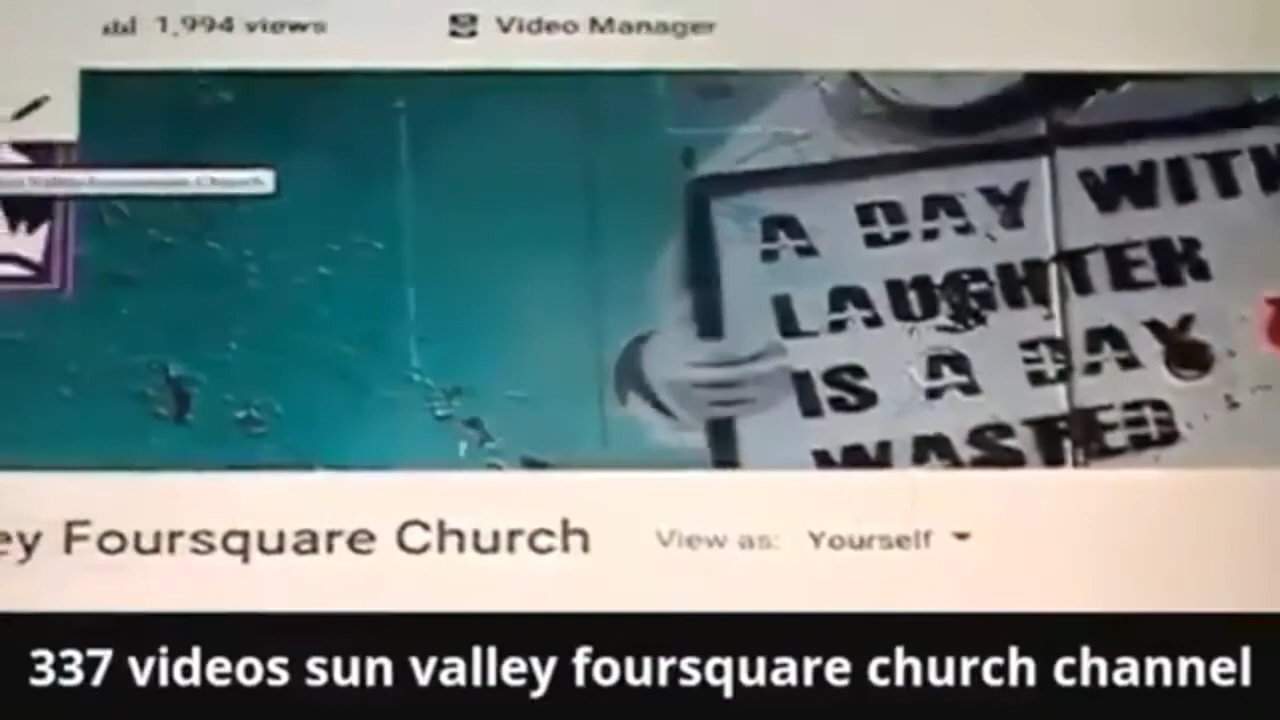 1,994 views
Video Manager
A DAY WITH
LAUGHTER
IS A DAY
WASTED
ey Foursquare Church
View as: Yourself
337 videos sun valley foursquare church channel